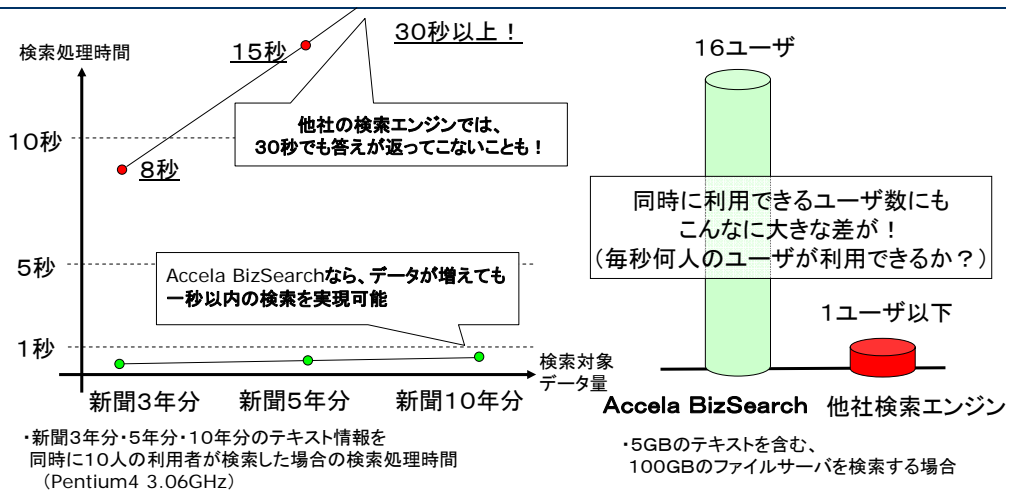 検索処理時間
15秒
30秒以上！
10秒
他社の検索エンジンでは、
30秒でも答えが返ってこないことも！
8秒
5秒
Accela BizSearchなら、データが増えても
一秒以内の検索を実現可能
1秒
検索対象
データ量
新聞3年分
新聞5年分
新聞10年分
・新聞3年分・5年分・10年分のテキスト情報を
同時に10人の利用者が検索した場合の検索処理時間
（Pentium4 3.06GHz）
16ユーザ
同時に利用できるユーザ数にも
こんなに大きな差が！
（毎秒何人のユーザが利用できるか？）
1ユーザ以下
Accela BizSearch
他社検索エンジン
・5GBのテキストを含む、
100GBのファイルサーバを検索する場合